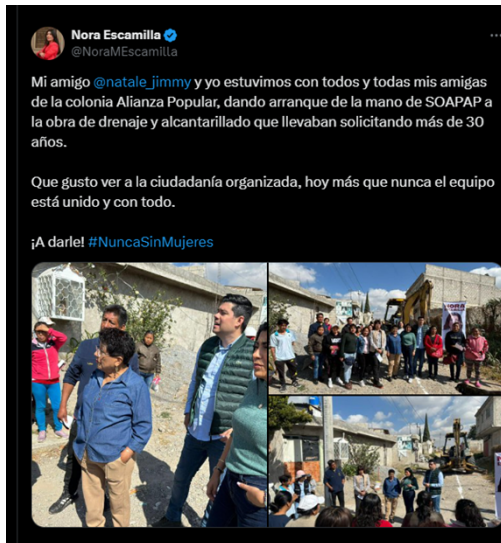 Nora Escamilla
@NoraMEscamilla
Mi amigo @natale_jimmy y yo estuvimos con todos y todas mis amigas
de la colonia Alianza Popular, dando arranque de la mano de SOAPAP a
la obra de drenaje y alcantarillado que llevaban solicitando más de 30
años.
Que gusto ver a la ciudadanía organizada, hoy más que nunca el equipo
está unido y con todo.
¡A darle! #NuncaSinMujeres
NORA